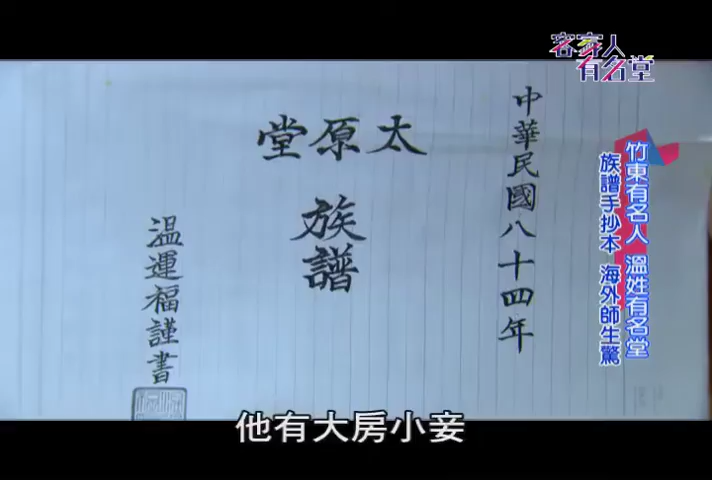 客家人
有名堂
竹東有名人 溫姓有名堂
族譜手抄本 海外師生驚
中華民國八十四年
太原堂
族譜
溫運福謹書
他有大房小妾